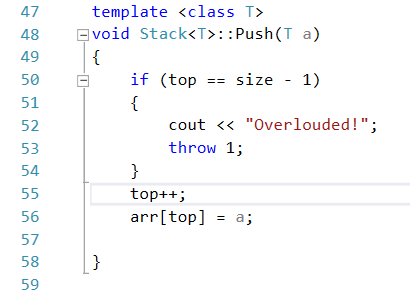 47 template <class T>
48 void Stack<T>::Push(T a)
49 {
50 if (top == size - 1)
51 {
52 cout << "Overlouded!";
53 throw 1;
54 }
55 top++;
56 arr[top] = a;
57
58 }
59